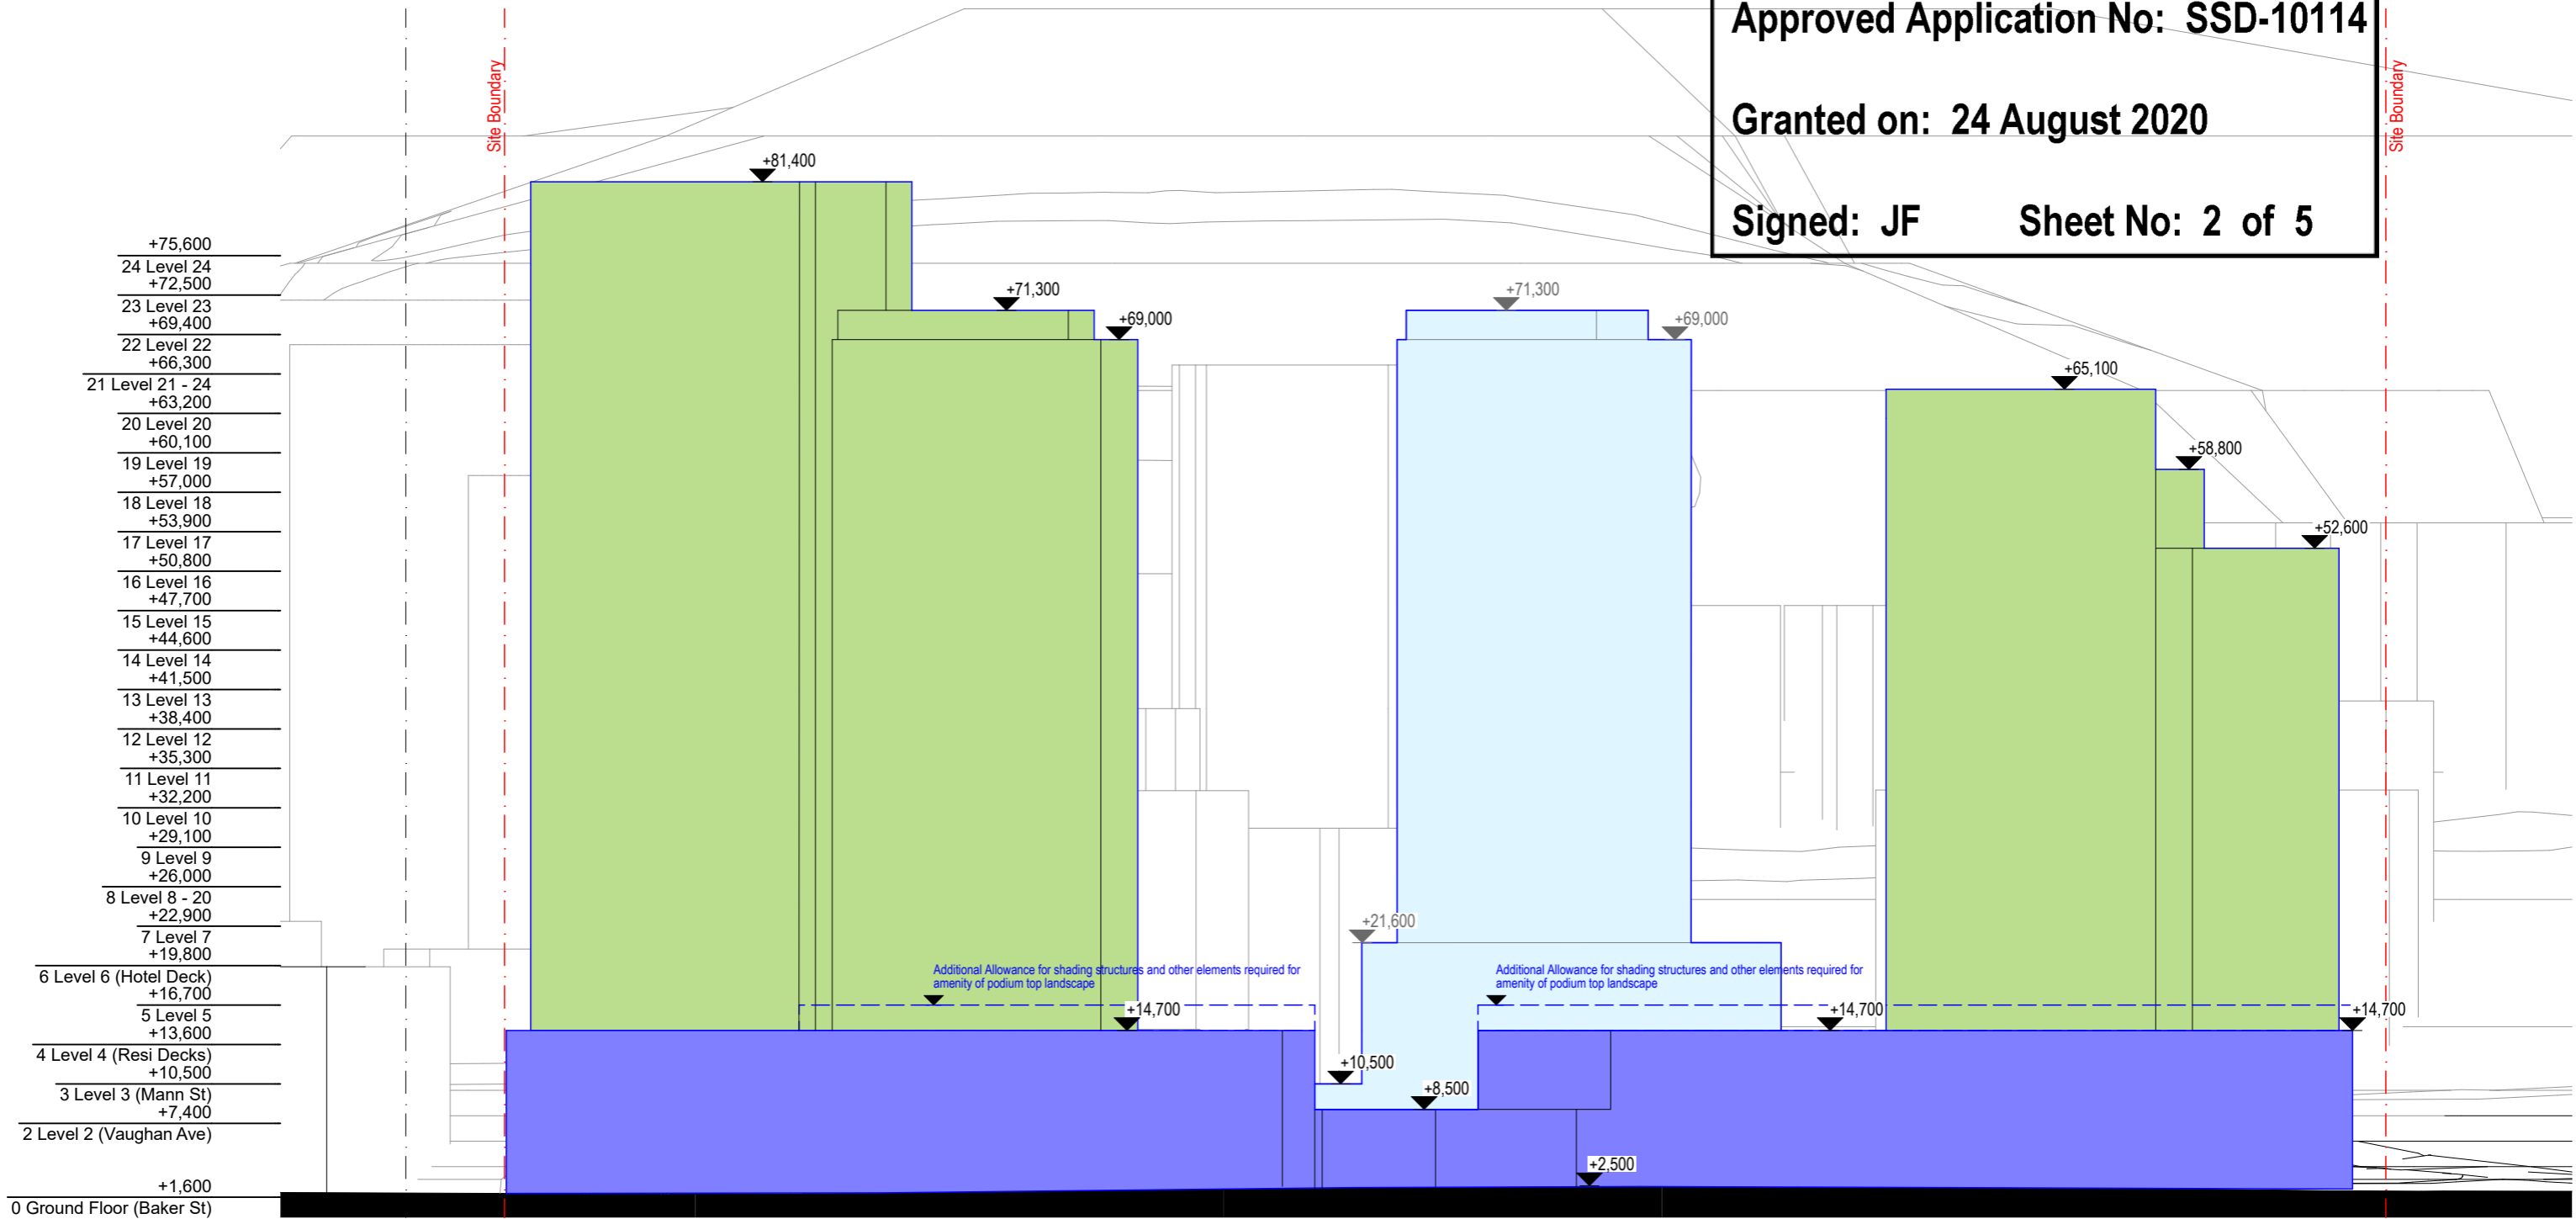 Approved Application No: SSD-10114
Granted on: 24 August 2020
Signed: JF Sheet No: 2 of 5
Site Boundary
Site Boundary
+81,400
+71,300
+69,000
+71,300
+69,000
+65,100
+58,800
+52,600
+21,600
Additional Allowance for shading structures and other elements required for
amenity of podium top landscape
Additional Allowance for shading structures and other elements required for
amenity of podium top landscape
+14,700
+14,700
+14,700
+10,500
+8,500
+2,500
+75,600
24 Level 24
+72,500
23 Level 23
+69,400
22 Level 22
+66,300
21 Level 21 - 24
+63,200
20 Level 20
+60,100
19 Level 19
+57,000
18 Level 18
+53,900
17 Level 17
+50,800
16 Level 16
+47,700
15 Level 15
+44,600
14 Level 14
+41,500
13 Level 13
+38,400
12 Level 12
+35,300
11 Level 11
+32,200
10 Level 10
+29,100
9 Level 9
+26,000
8 Level 8 - 20
+22,900
7 Level 7
+19,800
6 Level 6 (Hotel Deck)
+16,700
5 Level 5
+13,600
4 Level 4 (Resi Decks)
+10,500
3 Level 3 (Mann St)
+7,400
2 Level 2 (Vaughan Ave)
+1,600
0 Ground Floor (Baker St)